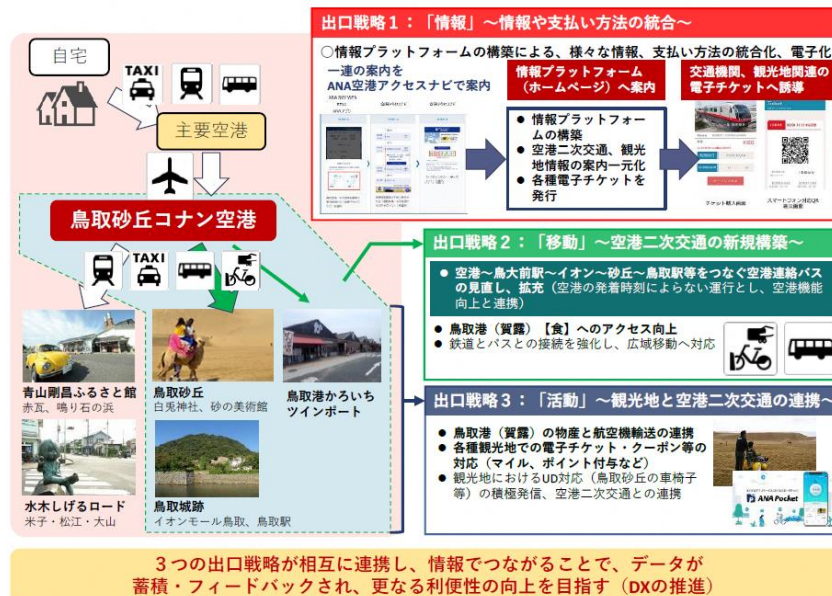 自宅
TAXI
主要空港
鳥取砂丘コナン空港
TAXI
青山剛昌ふるさと館
赤瓦、鳴り石の浜
鳥取砂丘
白兎神社、砂の美術館
鳥取港かろいち
ツインポート
水木しげるロード
米子・松江・大山
鳥取城跡
イオンモール鳥取、鳥取駅
出口戦略1：「情報」～情報や支払い方法の統合～
○情報プラットフォームの構築による、様々な情報、支払い方法の統合化、電子化
一連の案内を
ANA空港アクセスナビで案内
情報プラットフォーム
（ホームページ）へ案内
● 情報プラットフォー
ムの構築
● 空港二次交通、観光
地情報の案内一元化
● 各種電子チケットを
発行
交通機関、観光地関連の
電子チケットへ誘導
チケット購入画面
出口戦略2：「移動」～空港二次交通の新規構築～
● 空港～鳥大前駅～イオン～砂丘～鳥取駅等をつなぐ空港連絡バス
の見直し、拡充（空港の発着時刻によらない運行とし、空港機能
向上と連携）
● 鳥取港（賀露）【食】へのアクセス向上
● 鉄道とバスとの接続を強化し、広域移動へ対応
出口戦略3：「活動」～観光地と空港二次交通の連携～
● 鳥取港（賀露）の物産と航空機輸送の連携
● 各種観光地での電子チケット・クーポン等の
対応（マイル、ポイント付与など）
● 観光地におけるUD対応（鳥取砂丘の車椅子
等）の積極発信、空港二次交通との連携
ANA Pocket
3つの出口戦略が相互に連携し、情報でつながることで、データが
蓄積・フィードバックされ、更なる利便性の向上を目指す（DXの推進）